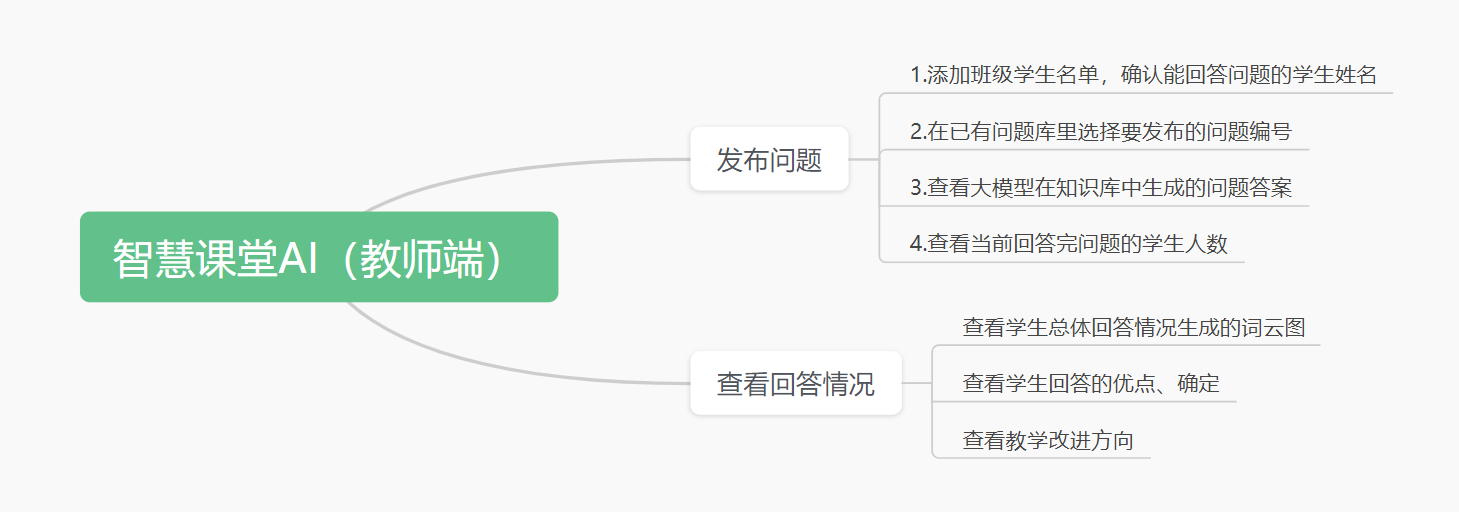 智慧课堂AI（教师端）
发布问题
1.添加班级学生名单，确认能回答问题的学生姓名
2.在已有问题库里选择要发布的问题编号
3.查看大模型在知识库中生成的问题答案
4.查看当前回答完问题的学生人数
查看回答情况
查看学生总体回答情况生成的词云图
查看学生回答的优点、确定
查看教学改进方向